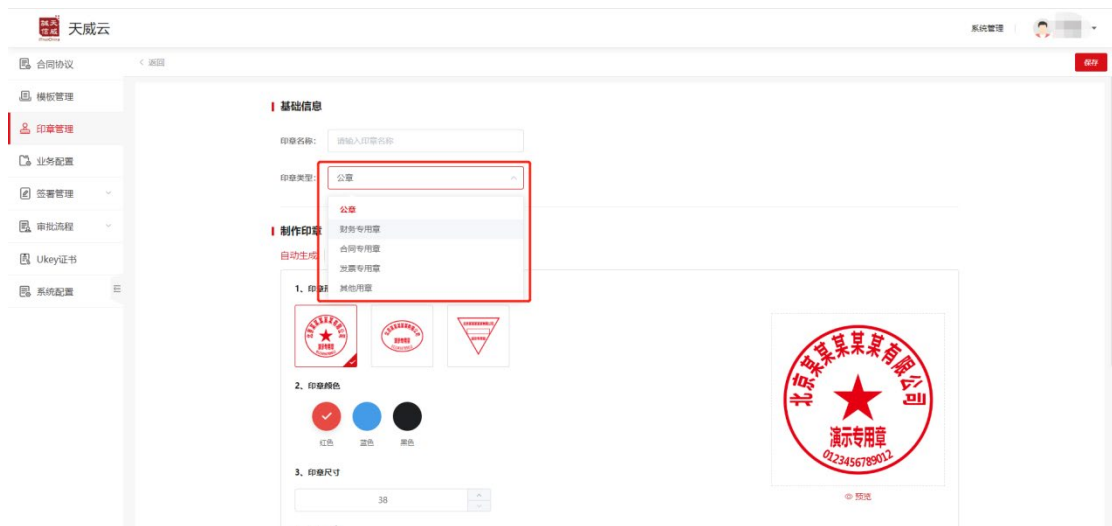 诚天
信威
天威云
系统管理
合同协议
模板管理
印章管理
业务配置
签署管理
审批流程
Ukey证书
系统配置
< 返回
保存
基础信息
印章名称: 请输入印章名称
印章类型: 公章
公章
财务专用章
合同专用章
发票专用章
其他用章
制作印章
自动生成
1、印章形
2、印章颜色
红色 蓝色 黑色
3、印章尺寸
38
北京某某某某有限公司
演示专用章
0123456789012
预览